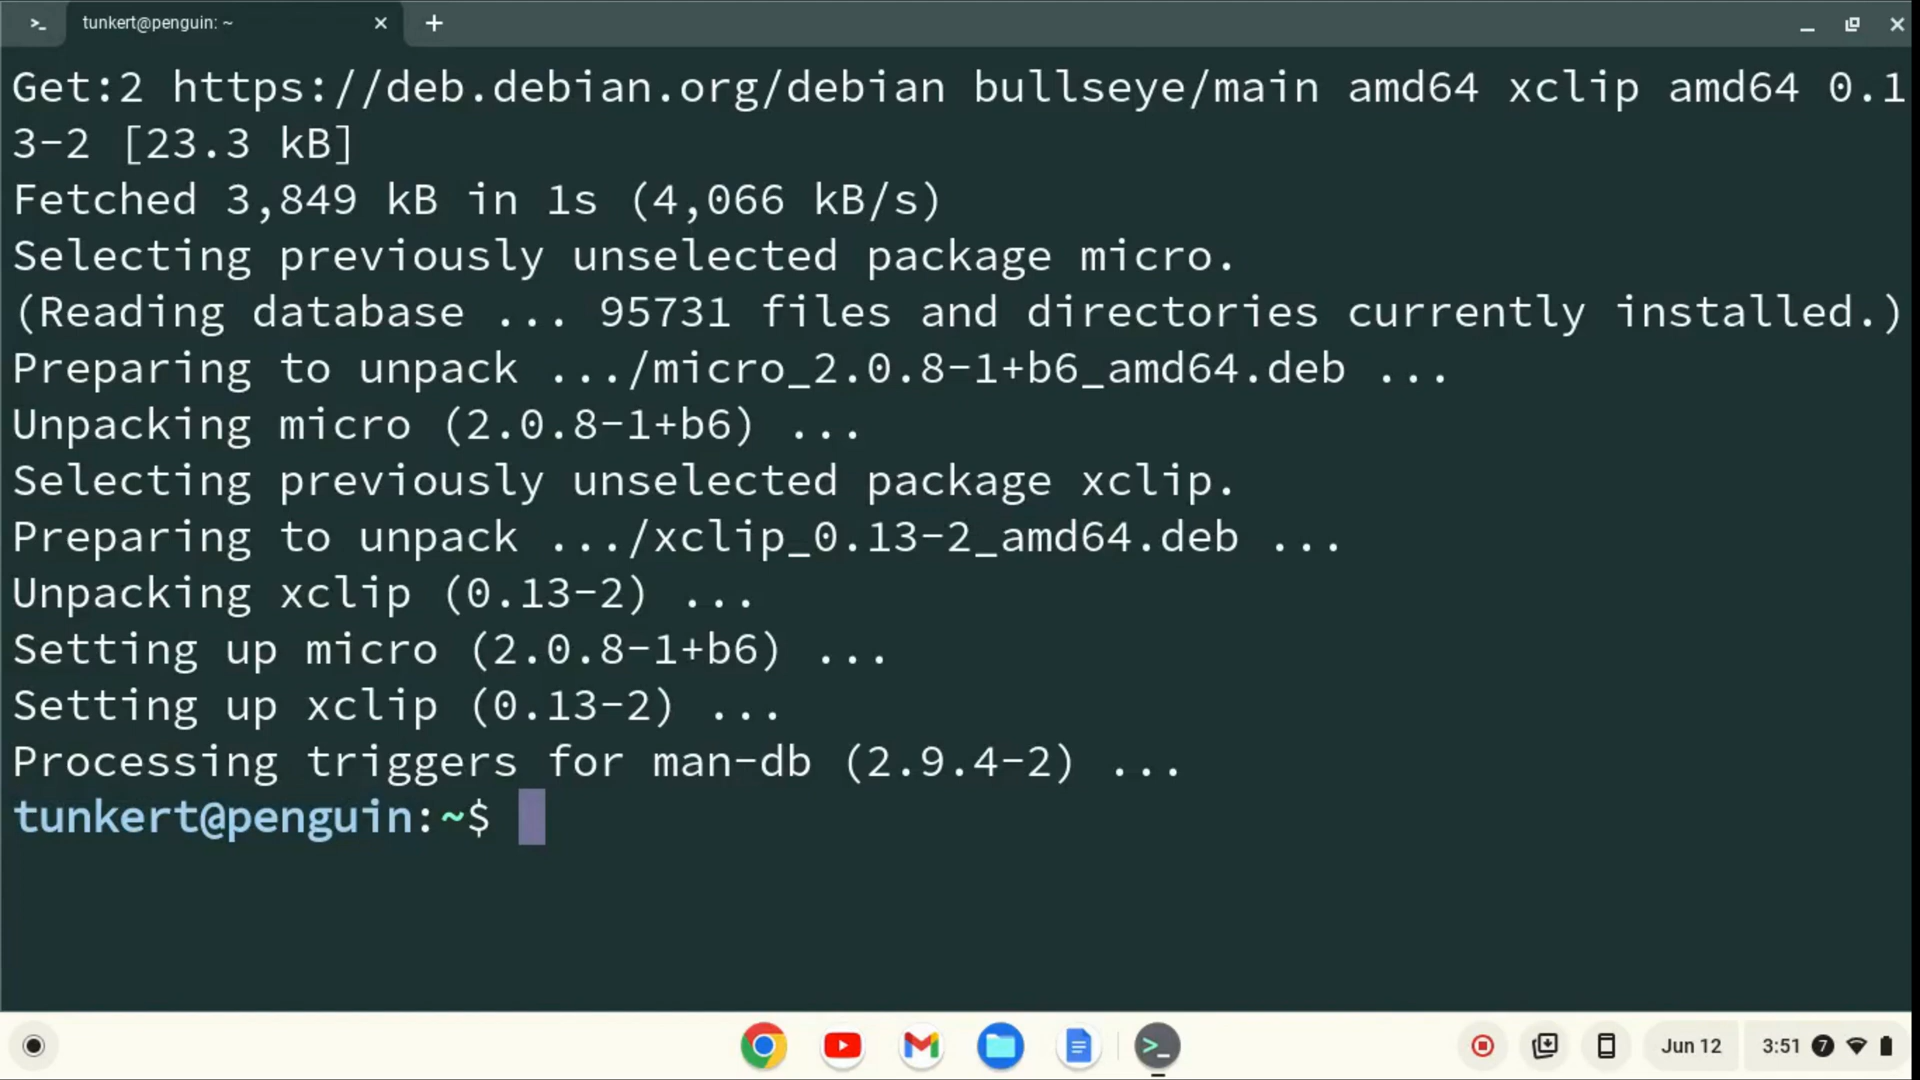 tunkert@penguin: ~
Get:2 https://deb.debian.org/debian bullseye/main amd64 xclip amd64 0.1
3-2 [23.3 kB]
Fetched 3,849 kB in 1s (4,066 kB/s)
Selecting previously unselected package micro.
(Reading database ... 95731 files and directories currently installed.)
Preparing to unpack .../micro_2.0.8-1+b6_amd64.deb ...
Unpacking micro (2.0.8-1+b6) ...
Selecting previously unselected package xclip.
Preparing to unpack .../xclip_0.13-2_amd64.deb ...
Unpacking xclip (0.13-2) ...
Setting up micro (2.0.8-1+b6) ...
Setting up xclip (0.13-2) ...
Processing triggers for man-db (2.9.4-2) ...
tunkert@penguin:~$
Jun 12 3:51 7